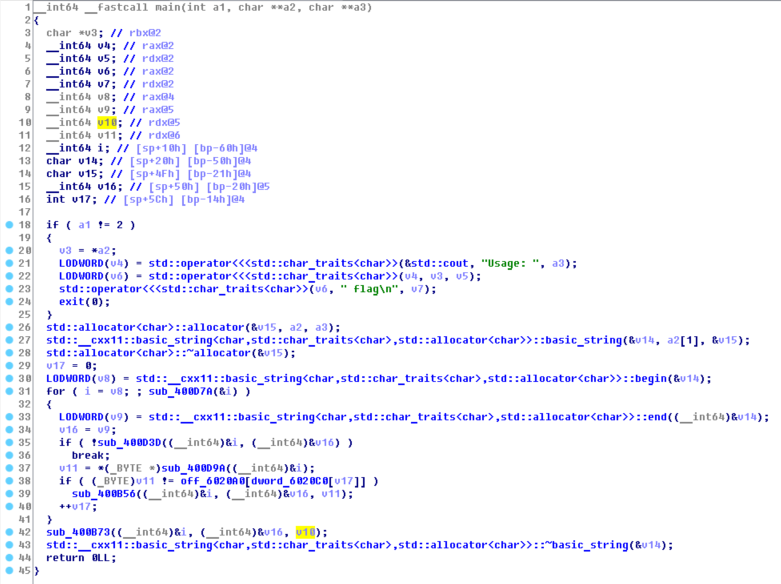 1 __int64 __fastcall main(int a1, char **a2, char **a3)
2 {
3 char *v3; // rbx@2
4 __int64 v4; // rax@2
5 __int64 v5; // rdx@2
6 __int64 v6; // rax@2
7 __int64 v7; // rdx@2
8 __int64 v8; // rax@4
9 __int64 v9; // rax@5
10 __int64 v10; // rdx@5
11 __int64 v11; // rdx@6
12 __int64 i; // [sp+10h] [bp-60h]@4
13 char v14; // [sp+20h] [bp-50h]@4
14 char v15; // [sp+4Fh] [bp-21h]@4
15 __int64 v16; // [sp+50h] [bp-20h]@5
16 int v17; // [sp+5Ch] [bp-14h]@4
17
18 if ( a1 != 2 )
19 {
20 v3 = *a2;
21 LODWORD(v4) = std::operator<<<std::char_traits<char>>(&std::cout, "Usage: ", a3);
22 LODWORD(v6) = std::operator<<<std::char_traits<char>>(v4, v3, v5);
23 std::operator<<<std::char_traits<char>>(v6, " flag\n", v7);
24 exit(0);
25 }
26 std::allocator<char>::allocator(&v15, a2, a3);
27 std::__cxx11::basic_string<char,std::char_traits<char>,std::allocator<char>>::basic_string(&v14, a2[1], &v15);
28 std::allocator<char>::~allocator(&v15);
29 v17 = 0;
30 LODWORD(v8) = std::__cxx11::basic_string<char,std::char_traits<char>,std::allocator<char>>::begin(&v14);
31 for ( i = v8; ; sub_400D7A(&i) )
32 {
33 LODWORD(v9) = std::__cxx11::basic_string<char,std::char_traits<char>,std::allocator<char>>::end((__int64)&v14);
34 v16 = v9;
35 if ( !sub_400D3D((__int64)&i, (__int64)&v16) )
36 break;
37 v11 = *(_BYTE *)sub_400D9A((__int64)&i);
38 if ( (_BYTE)v11 != off_6020A0[dword_6020C0[v17]] )
39 sub_400B56((__int64)&i, (__int64)&v16, v11);
40 ++v17;
41 }
42 sub_400B73((__int64)&i, (__int64)&v16, v10);
43 std::__cxx11::basic_string<char,std::char_traits<char>,std::allocator<char>>::~basic_string(&v14);
44 return 0LL;
45 }